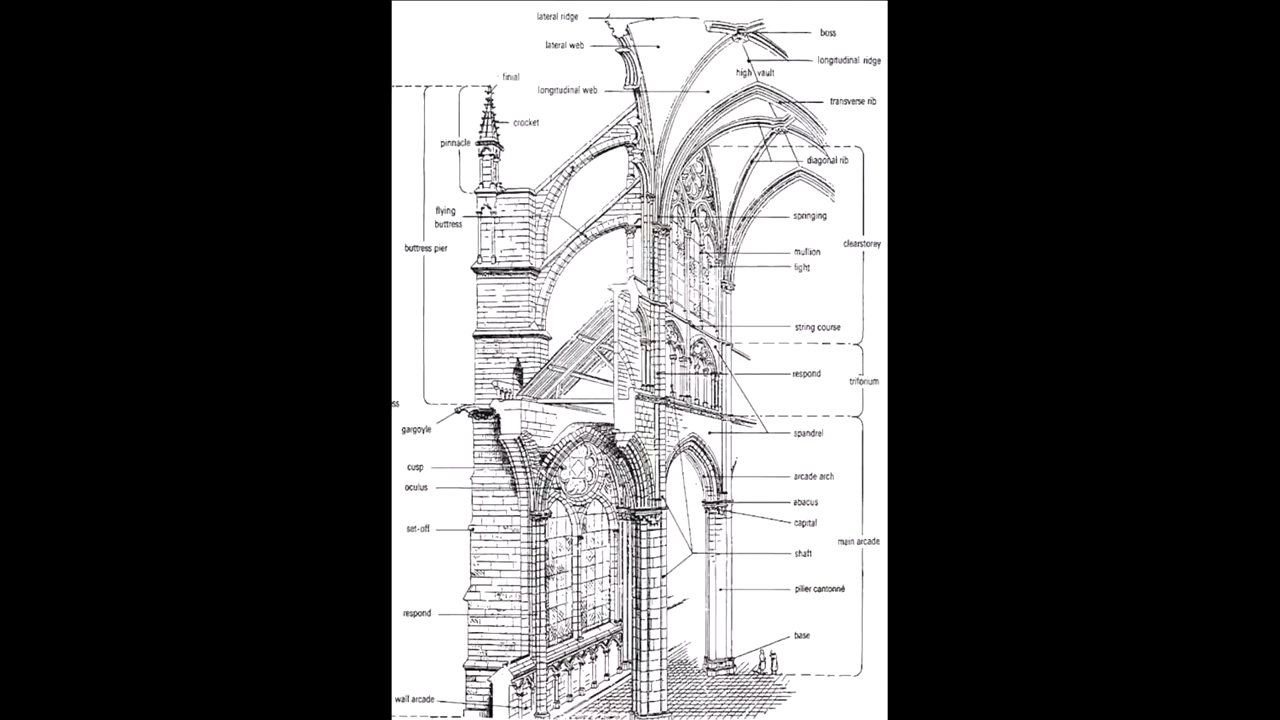 lateral ridge
boss
lateral web
longitudinal ridge
high vault
finial
longitudinal web
transverse rib
crocket
pinnacle
diagonal rib
flying
buttress
springing
buttress pier
clearstorey
mullion
light
string course
respond
triforium
ss
gargoyle
spandrel
cusp
arcade arch
oculus
abacus
set-off
capital
main arcade
shaft
pilier cantonné
respond
base
wall arcade